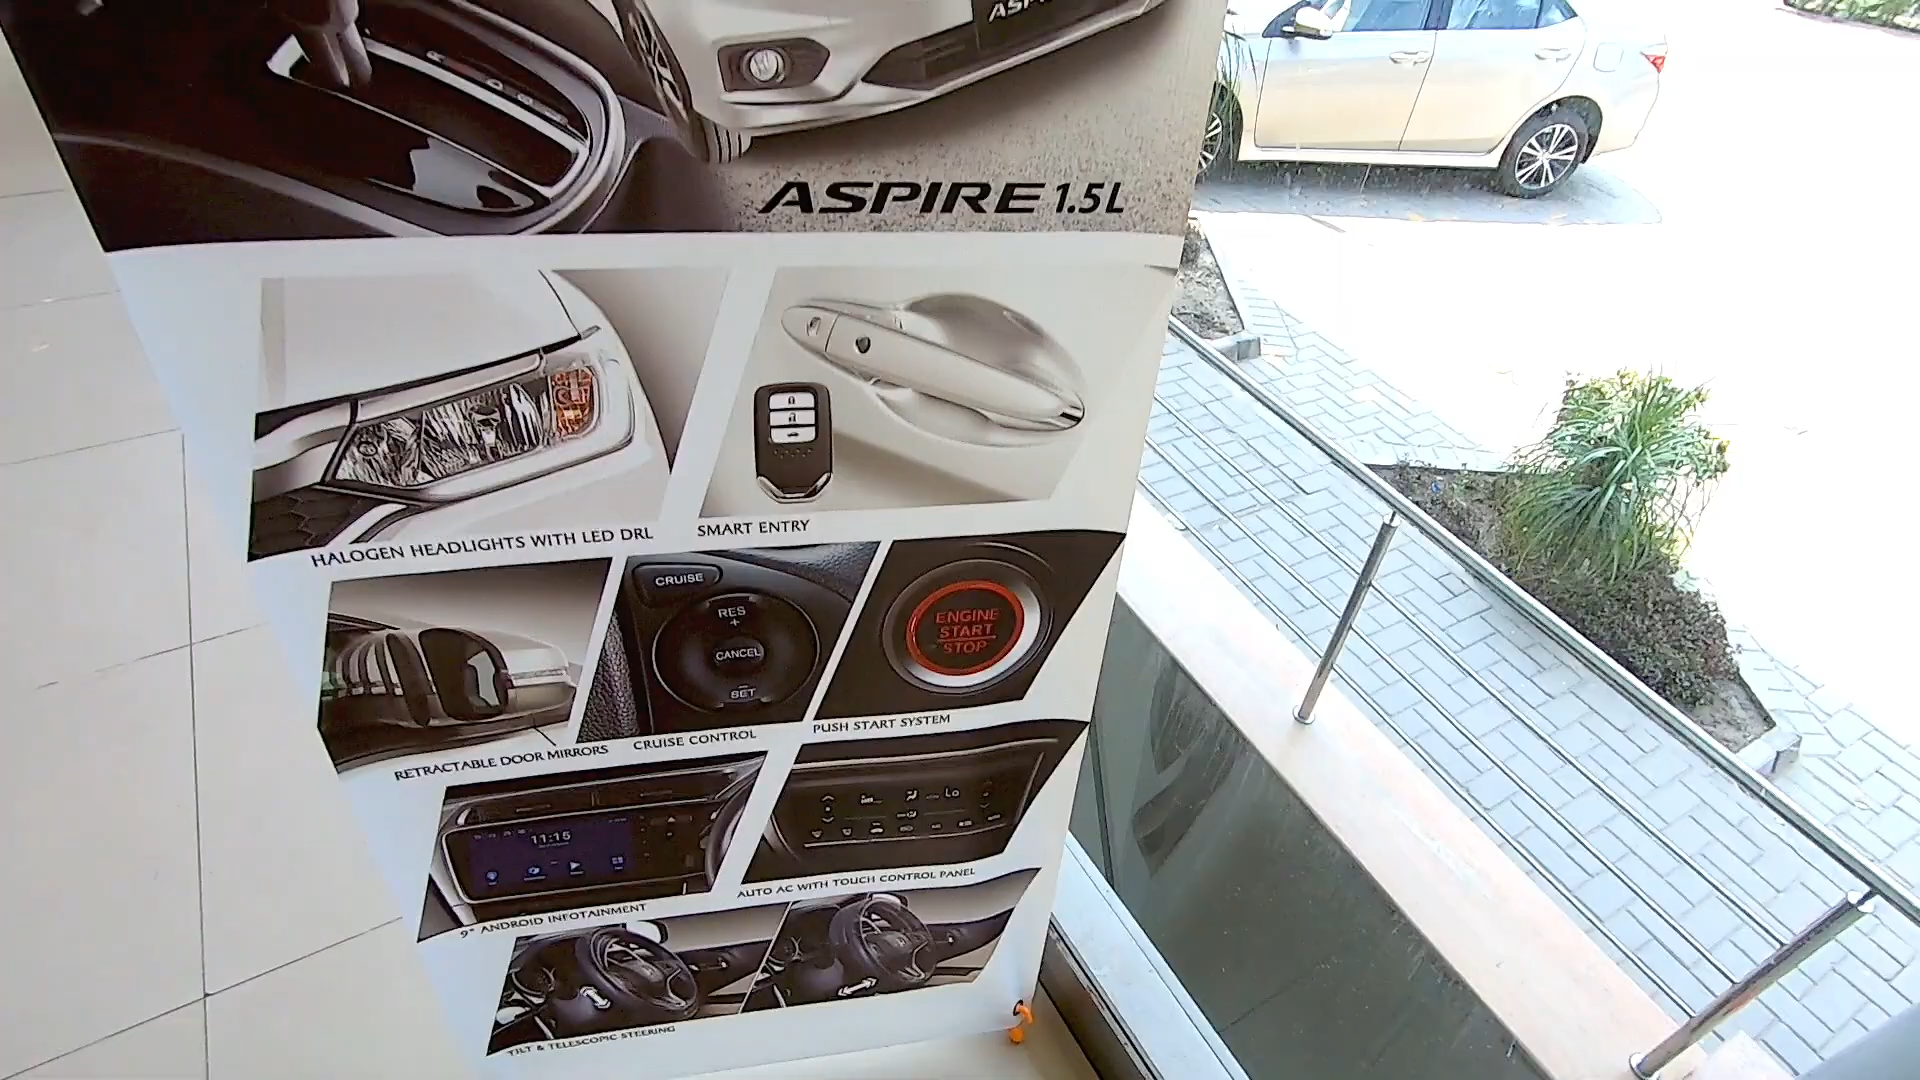 ASPIRE 1.5L
HALOGEN HEADLIGHTS WITH LED DRL
SMART ENTRY
CRUISE
RES
+
CANCEL
SET
ENGINE
START
STOP
RETRACTABLE DOOR MIRRORS
CRUISE CONTROL
PUSH START SYSTEM
11:15
Lo
9" ANDROID INFOTAINMENT
AUTO AC WITH TOUCH CONTROL PANEL
TILT & TELESCOPIC STEERING